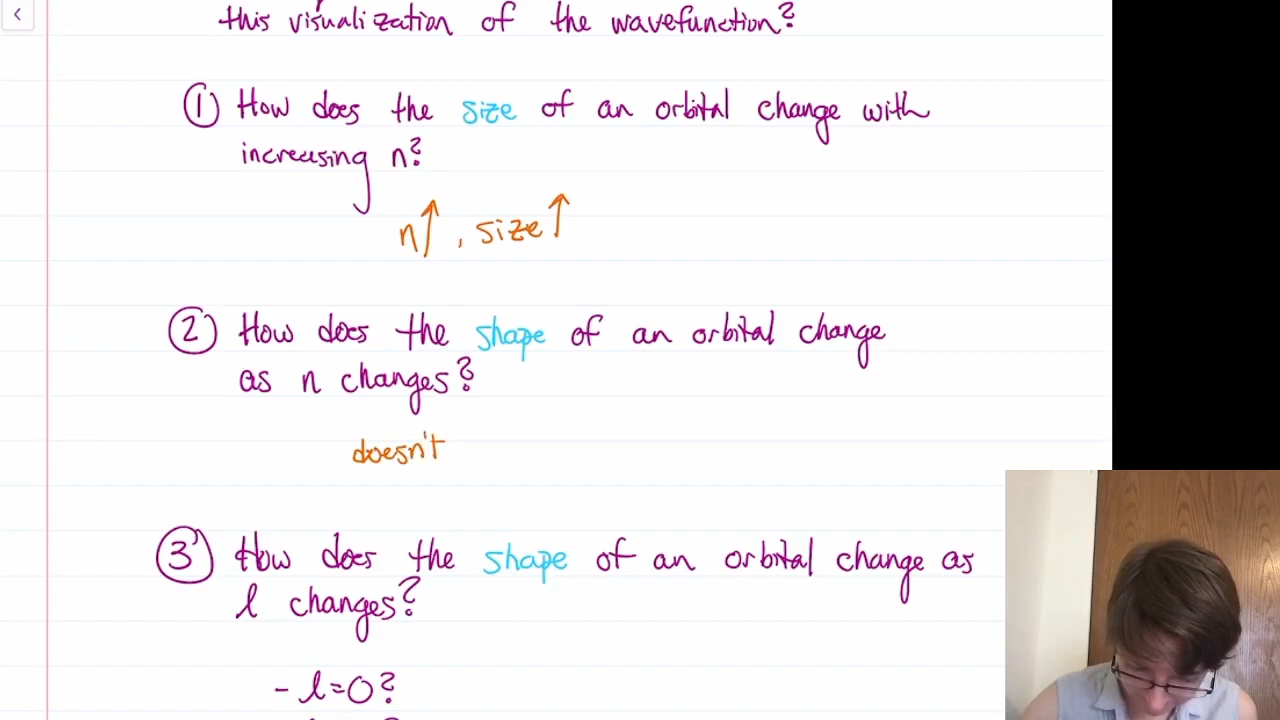 this visualization of the wavefunction?
① How does the size of an orbital change with
increasing n?
n↑, size↑
② How does the shape of an orbital change
as n changes?
doesn't
③ How does the shape of an orbital change as
l changes?
- l=0?